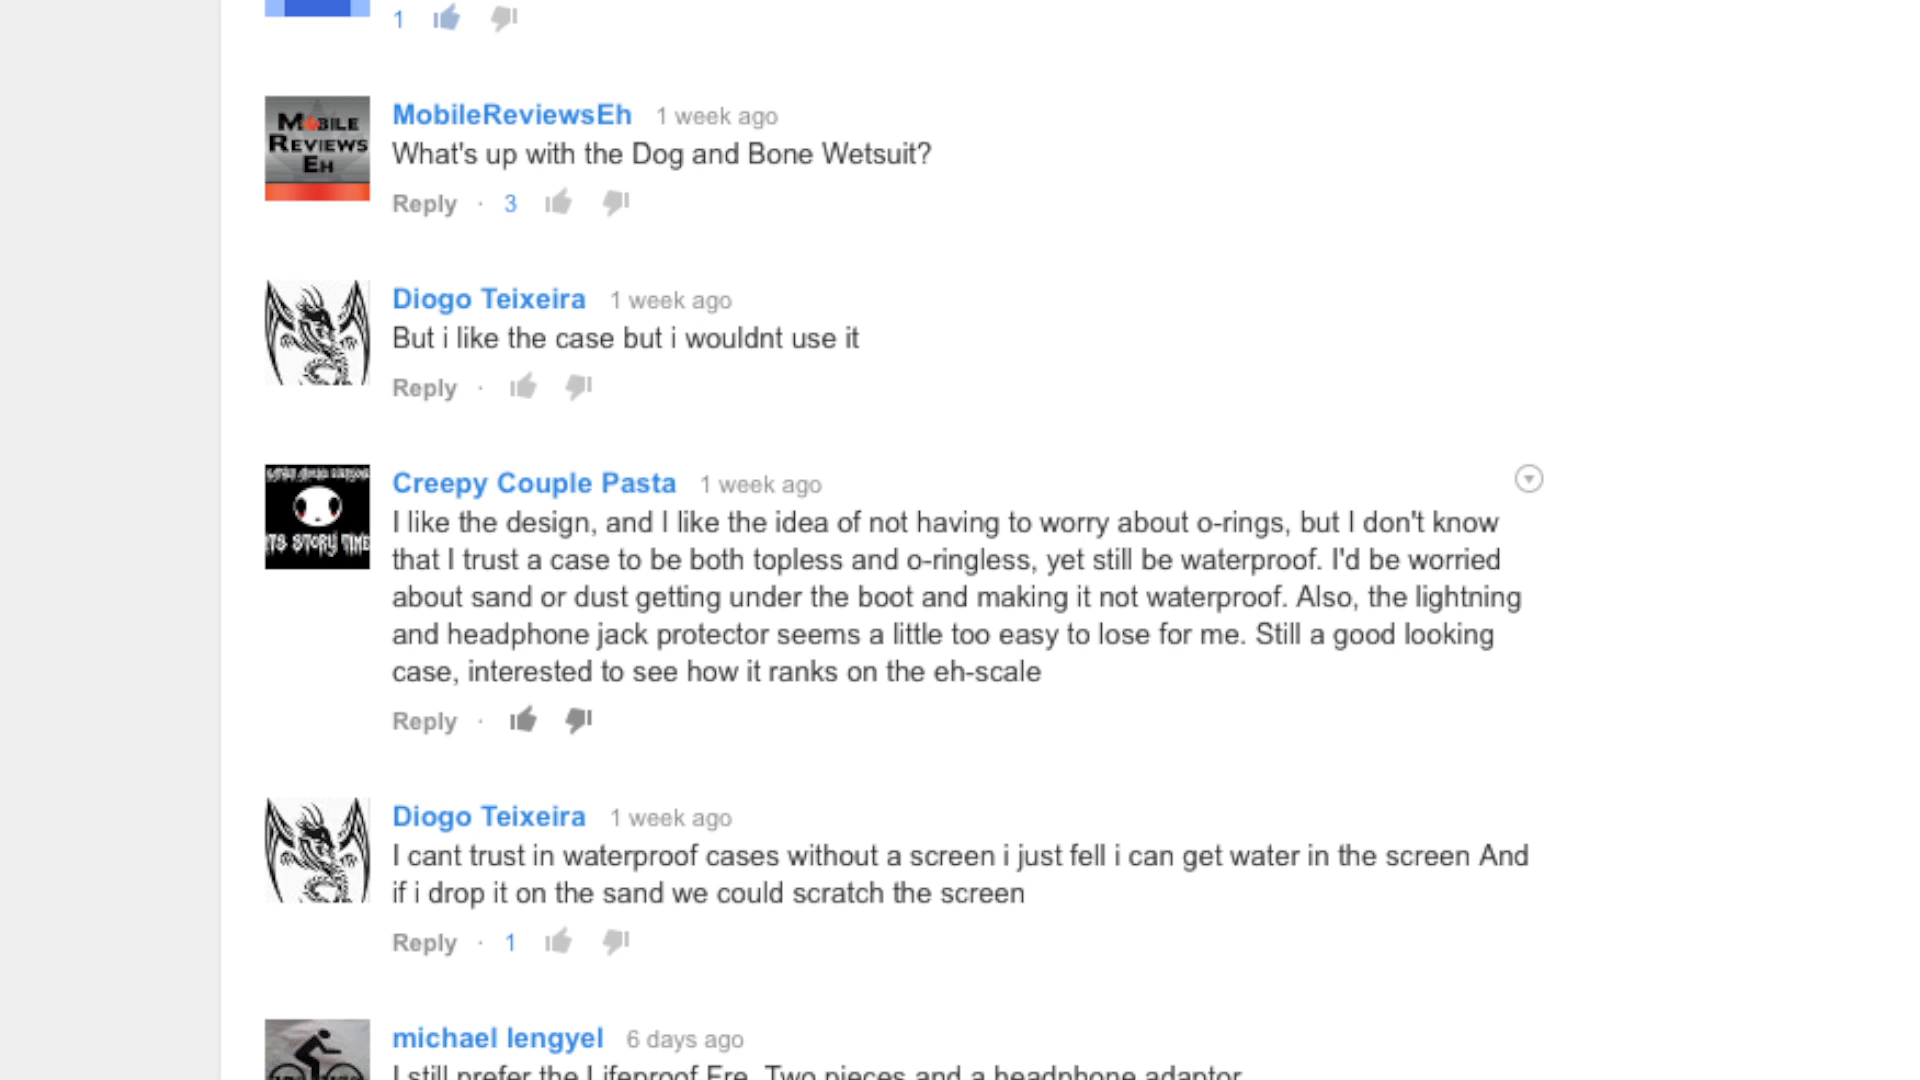 1
MOBILE
REVIEWS
EH
MobileReviewsEh 1 week ago
What's up with the Dog and Bone Wetsuit?
Reply · 3
Diogo Teixeira 1 week ago
But i like the case but i wouldnt use it
Reply ·
ITS STORY TIME
Creepy Couple Pasta 1 week ago
I like the design, and I like the idea of not having to worry about o-rings, but I don't know
that I trust a case to be both topless and o-ringless, yet still be waterproof. I'd be worried
about sand or dust getting under the boot and making it not waterproof. Also, the lightning
and headphone jack protector seems a little too easy to lose for me. Still a good looking
case, interested to see how it ranks on the eh-scale
Reply ·
Diogo Teixeira 1 week ago
I cant trust in waterproof cases without a screen i just fell i can get water in the screen And
if i drop it on the sand we could scratch the screen
Reply · 1
michael lengyel 6 days ago
I still prefer the Lifeproof Fre. Two pieces and a headphone adaptor